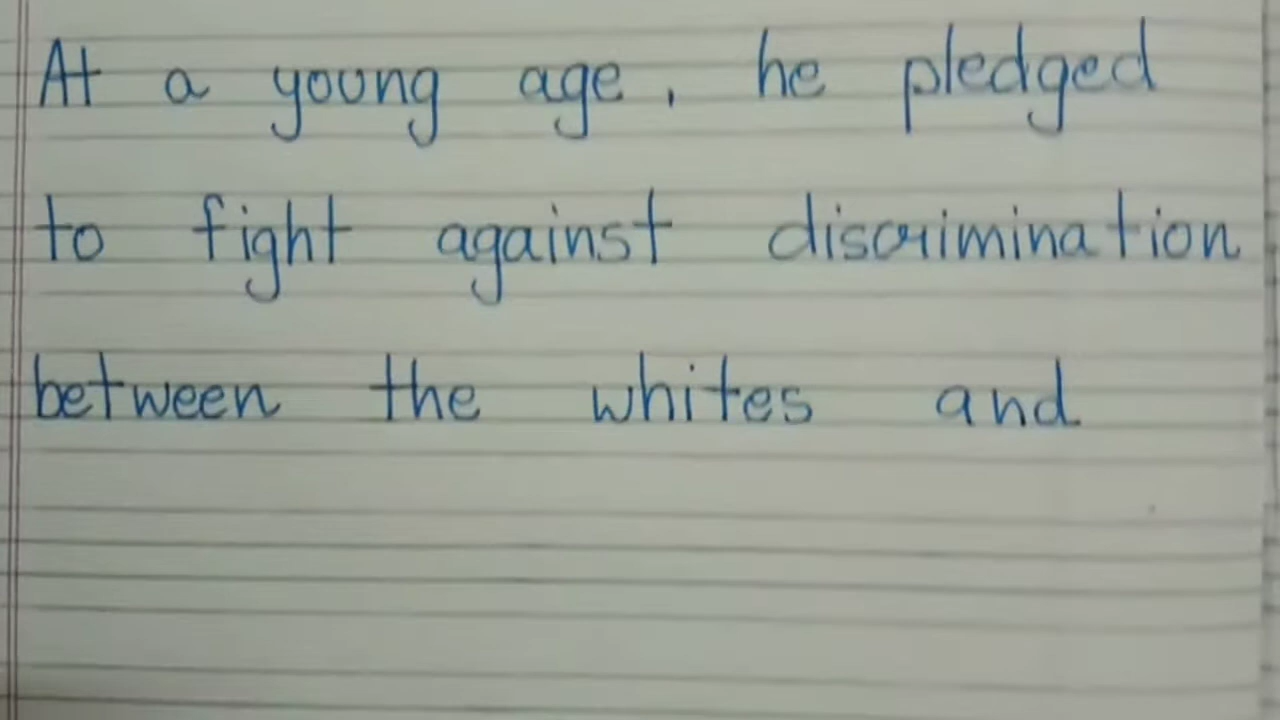 At a young age, he pledged
to fight against discrimination
between the whites and